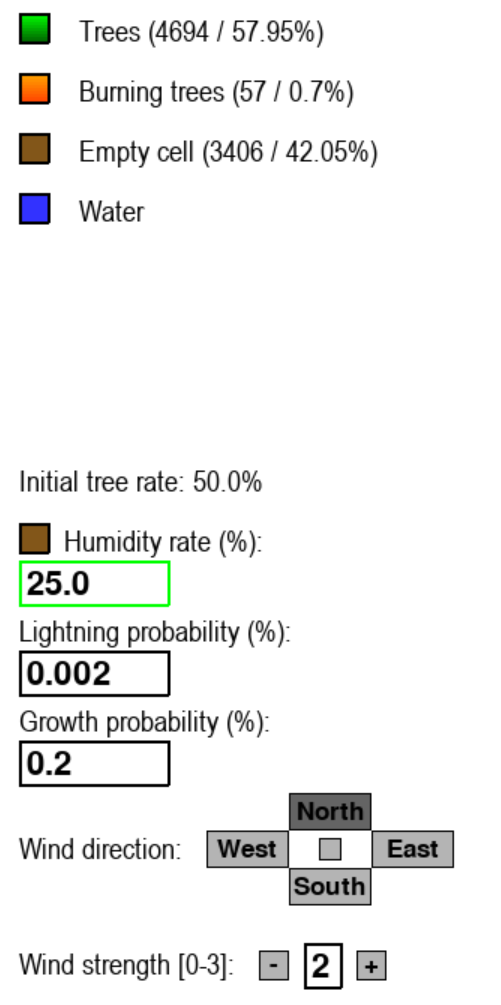 Trees (4694 / 57.95%)
Burning trees (57 / 0.7%)
Empty cell (3406 / 42.05%)
Water
Initial tree rate: 50.0%
Humidity rate (%):
25.0
Lightning probability (%):
0.002
Growth probability (%):
0.2
North
Wind direction: West East
South
Wind strength [0-3]: - 2 +